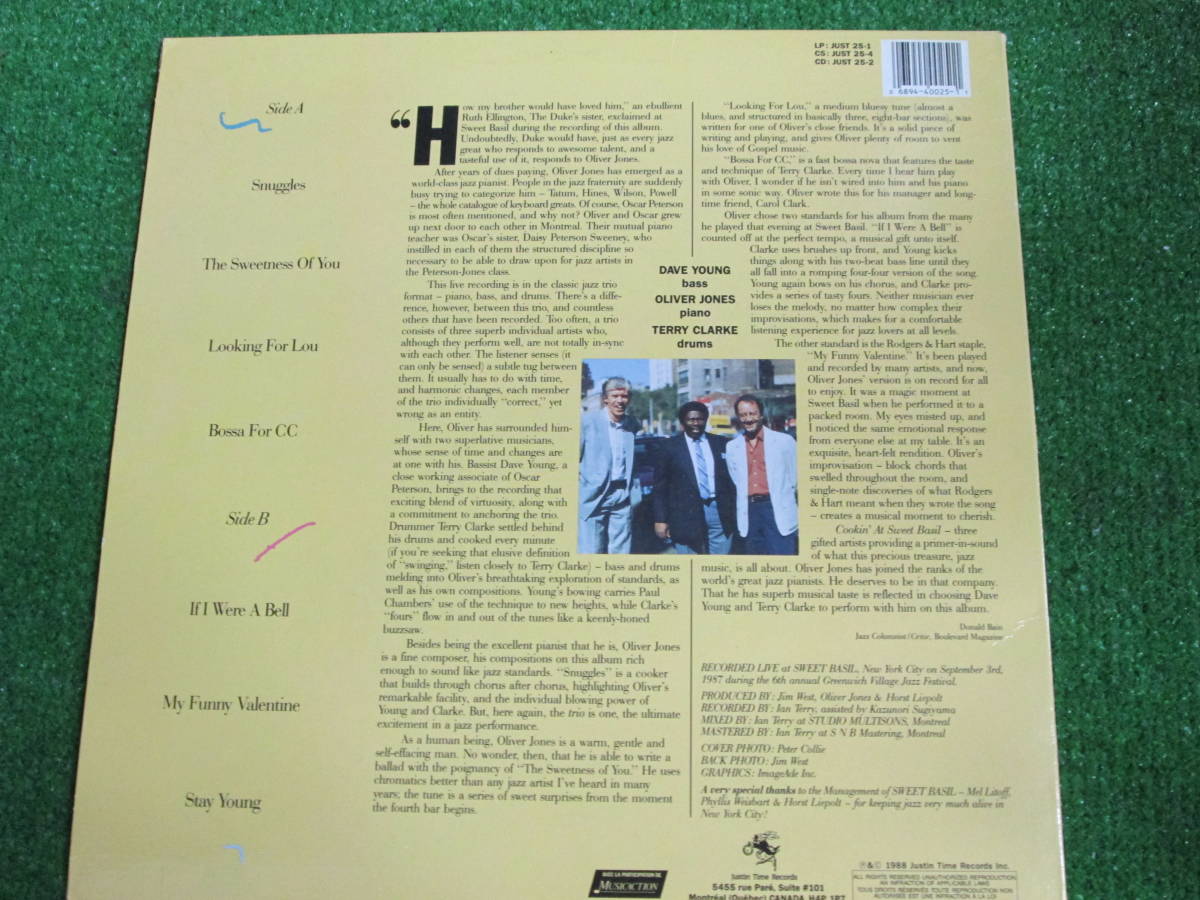 LP: JUST 25-1
CS: JUST 25-4
CD: JUST 25-2
0 6894-40025-1 1
Side A
Snuggles
The Sweetness Of You
Looking For Lou
Bossa For CC
Side B
If I Were A Bell
My Funny Valentine
Stay Young
“How my brother would have loved him,” an ebullient
Ruth Ellington, The Duke's sister, exclaimed at
Sweet Basil during the recording of this album.
Undoubtedly, Duke would have, just as every jazz
great who responds to awesome talent, and a
tasteful use of it, responds to Oliver Jones.
After years of dues paying, Oliver Jones has emerged as a
world-class jazz pianist. People in the jazz fraternity are suddenly
busy trying to categorize him – Tatum, Hines, Wilson, Powell
– the whole catalogue of keyboard greats. Of course, Oscar Peterson
is most often mentioned, and why not? Oliver and Oscar grew
up next door to each other in Montreal. Their mutual piano
teacher was Oscar's sister, Daisy Peterson Sweeney, who
instilled in each of them the structured discipline so
necessary to be able to draw upon for jazz artists in
the Peterson-Jones class.
This live recording is in the classic jazz trio
format – piano, bass, and drums. There's a diffe-
rence, however, between this trio, and countless
others that have been recorded. Too often, a trio
consists of three superb individual artists who,
although they perform well, are not totally in-sync
with each other. The listener senses (it
can only be sensed) a subtle tug between
them. It usually has to do with time,
and harmonic changes, each member
of the trio individually “correct,” yet
wrong as an entity.
Here, Oliver has surrounded him-
self with two superlative musicians,
whose sense of time and changes are
at one with his. Bassist Dave Young, a
close working associate of Oscar
Peterson, brings to the recording that
exciting blend of virtuosity, along with
a commitment to anchoring the trio.
Drummer Terry Clarke settled behind
his drums and cooked every minute
(if you're seeking that elusive definition
of “swinging,” listen closely to Terry Clarke) – bass and drums
melding into Oliver's breathtaking exploration of standards, as
well as his own compositions. Young's bowing carries Paul
Chambers' use of the technique to new heights, while Clarke's
“fours” flow in and out of the tunes like a keenly-honed
buzzsaw.
Besides being the excellent pianist that he is, Oliver Jones
is a fine composer, his compositions on this album rich
enough to sound like jazz standards. “Snuggles” is a cooker
that builds through chorus after chorus, highlighting Oliver's
remarkable facility, and the individual blowing power of
Young and Clarke. But, here again, the trio is one, the ultimate
excitement in a jazz performance.
As a human being, Oliver Jones is a warm, gentle and
self-effacing man. No wonder, then, that he is able to write a
ballad with the poignancy of “The Sweetness of You.” He uses
chromatics better than any jazz artist I've heard in many
years; the tune is a series of sweet surprises from the moment
the fourth bar begins.
DAVE YOUNG
bass
OLIVER JONES
piano
TERRY CLARKE
drums
“Looking For Lou,” a medium bluesy tune (almost a
blues, and structured in basically three, eight-bar sections), was
written for one of Oliver's close friends. It's a solid piece of
writing and playing, and gives Oliver plenty of room to vent
his love of Gospel music.
“Bossa For CC,” is a fast bossa nova that features the taste
and technique of Terry Clarke. Every time I hear him play
with Oliver, I wonder if he isn't wired into him and his piano
in some sonic way. Oliver wrote this for his manager and long-
time friend, Carol Clark.
Oliver chose two standards for his album from the many
he played that evening at Sweet Basil. “If I Were A Bell” is
counted off at the perfect tempo, a musical gift unto itself.
Clarke uses brushes up front, and Young kicks
things along with his two-beat bass line until they
all fall into a romping four-four version of the song.
Young again bows on his chorus, and Clarke pro-
vides a series of tasty fours. Neither musician ever
loses the melody, no matter how complex their
improvisations, which makes for a comfortable
listening experience for jazz lovers at all levels.
The other standard is the Rodgers & Hart staple,
“My Funny Valentine.” It's been played
and recorded by many artists, and now,
Oliver Jones' version is on record for all
to enjoy. It was a magic moment at
Sweet Basil when he performed it to a
packed room. My eyes misted up, and
I noticed the same emotional response
from everyone else at my table. It's an
exquisite, heart-felt rendition. Oliver's
improvisation – block chords that
swelled throughout the room, and
single-note discoveries of what Rodgers
& Hart meant when they wrote the song
– creates a musical moment to cherish.
Cookin' At Sweet Basil – three
gifted artists providing a primer-in-sound
of what this precious treasure, jazz
music, is all about. Oliver Jones has joined the ranks of the
world's great jazz pianists. He deserves to be in that company.
That he has superb musical taste is reflected in choosing Dave
Young and Terry Clarke to perform with him on this album.
Donald Bain
Jazz Columnist/Critic, Boulevard Magazine
RECORDED LIVE at SWEET BASIL, New York City on September 3rd,
1987 during the 6th annual Greenwich Village Jazz Festival.
PRODUCED BY: Jim West, Oliver Jones & Horst Liepolt
RECORDED BY: Ian Terry, assisted by Kazunori Sugiyama
MIXED BY: Ian Terry at STUDIO MULTISONS, Montreal
MASTERED BY: Ian Terry at S N B Mastering, Montreal
COVER PHOTO: Peter Collie
BACK PHOTO: Jim West
GRAPHICS: ImageAde Inc.
A very special thanks to the Management of SWEET BASIL – Mel Litoff,
Phyllis Weisbart & Horst Liepolt – for keeping jazz very much alive in
New York City!
AVEC LA PARTICIPATION DE
MUSICACTION
Justin Time Records
5455 rue Paré, Suite #101
Montréal (Québec) CANADA H4P 1R7
℗&© 1988 Justin Time Records Inc.
ALL RIGHTS RESERVED UNAUTHORIZED REPRODUCTION
AN INFRACTION OF APPLICABLE LAWS
TOUS DROITS RÉSERVÉS TOUTE REPRODUCTION NON
AUTORISÉE EST UNE INFRACTION À LA LOI